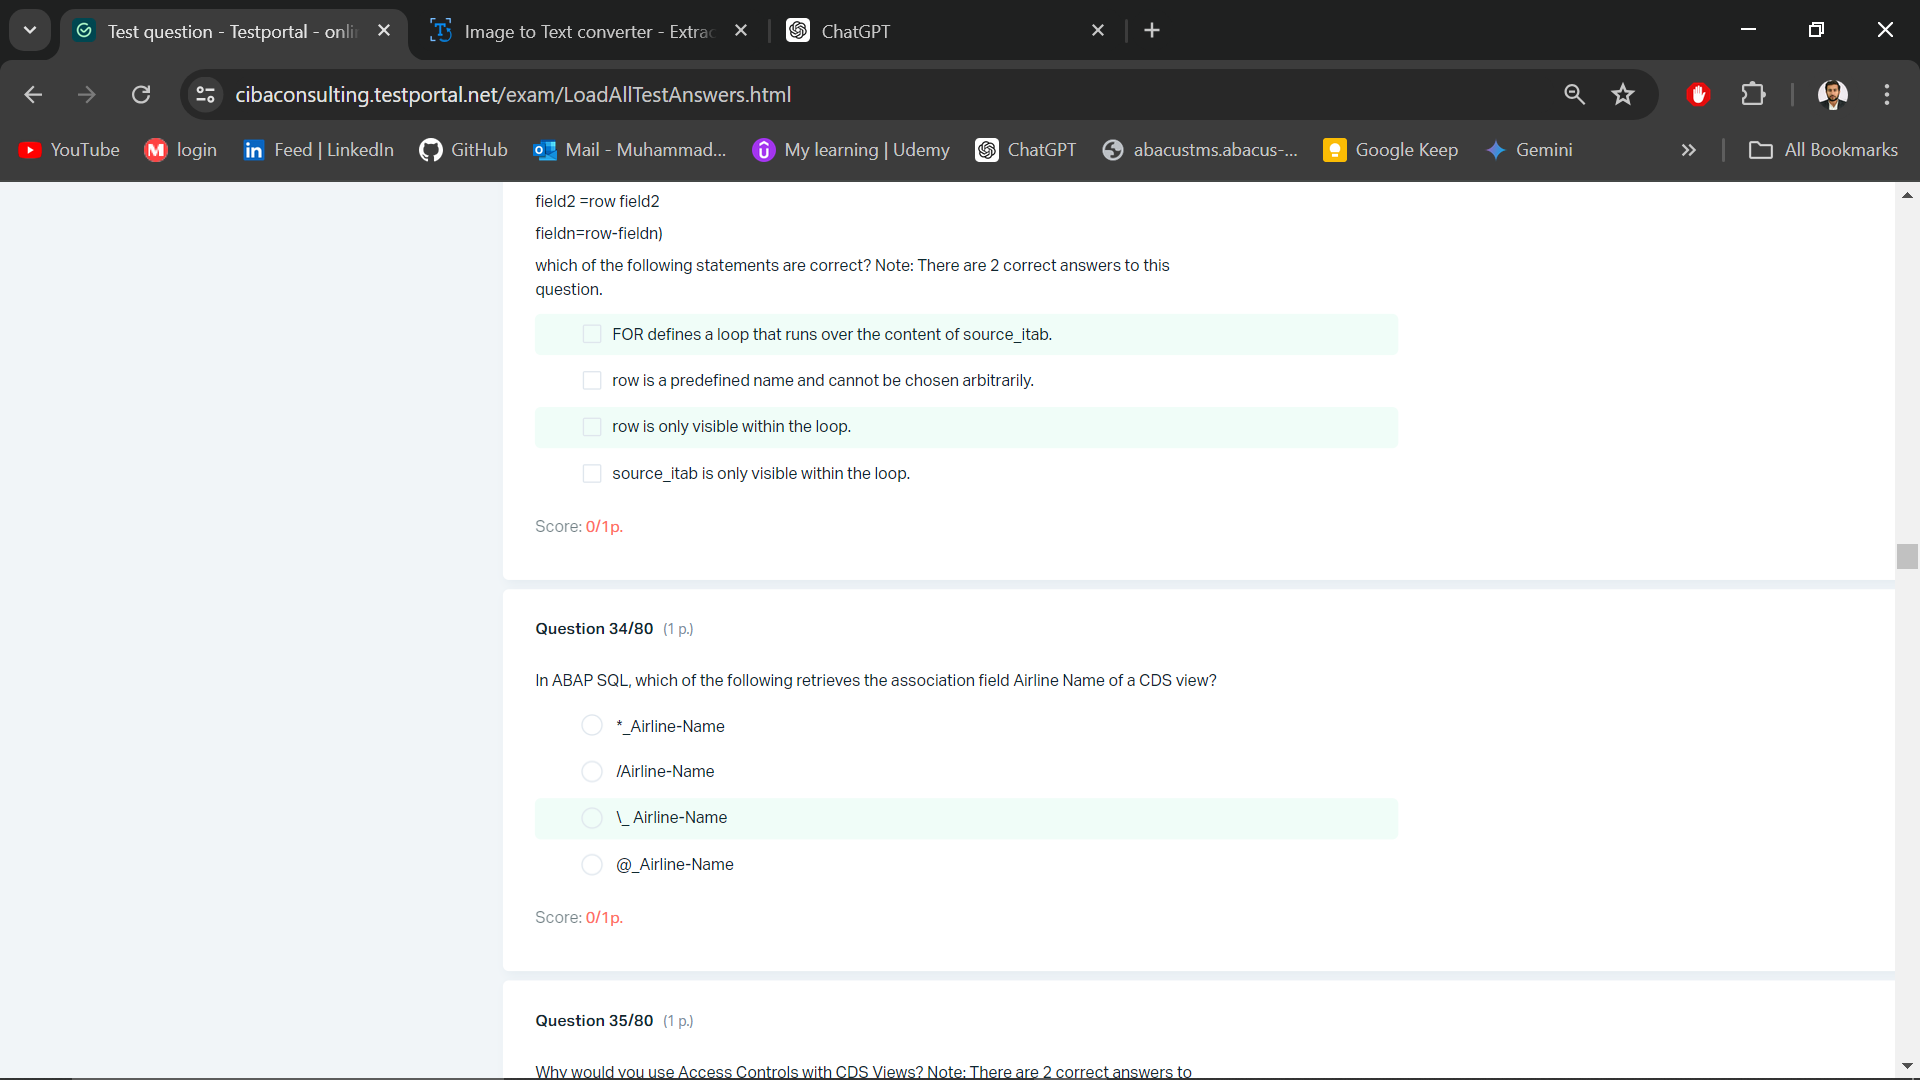 Test question - Testportal - onli
Image to Text converter - Extrac
ChatGPT
cibaconsulting.testportal.net/exam/LoadAllTestAnswers.html
YouTube
login
Feed | LinkedIn
GitHub
Mail - Muhammad...
My learning | Udemy
ChatGPT
abacustms.abacus-...
Google Keep
Gemini
All Bookmarks
field2 =row field2
fieldn=row-fieldn)
which of the following statements are correct? Note: There are 2 correct answers to this
question.
FOR defines a loop that runs over the content of source_itab.
row is a predefined name and cannot be chosen arbitrarily.
row is only visible within the loop.
source_itab is only visible within the loop.
Score: 0/1p.
Question 34/80 (1 p.)
In ABAP SQL, which of the following retrieves the association field Airline Name of a CDS view?
*_Airline-Name
/Airline-Name
\_ Airline-Name
@_Airline-Name
Score: 0/1p.
Question 35/80 (1 p.)
Why would you use Access Controls with CDS Views? Note: There are 2 correct answers to